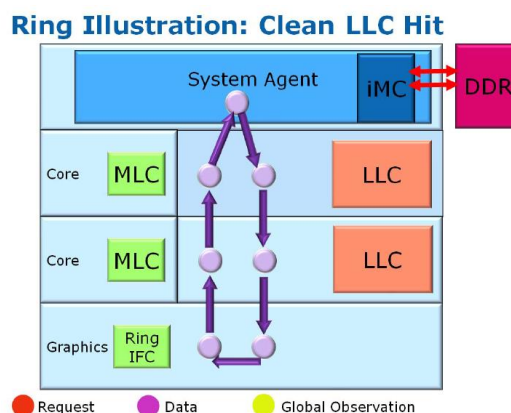 Ring Illustration: Clean LLC Hit
System Agent
iMC
DDR
Core
MLC
LLC
Core
MLC
LLC
Graphics
Ring
IFC
Request
Data
Global Observation